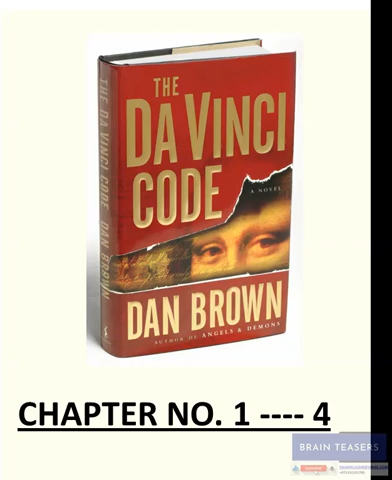 THE
DA VINCI
CODE
A NOVEL
DAN BROWN
AUTHOR OF ANGELS & DEMONS
THE DA VINCI CODE DAN BROWN
CHAPTER NO. 1 ---- 4
BRAIN TEASERS